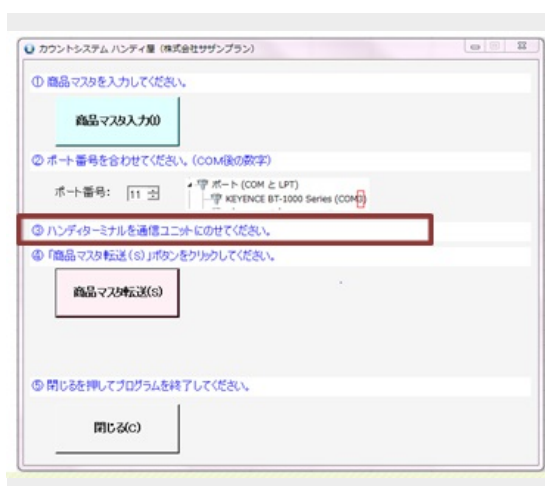 カウントシステム ハンディ屋 (株式会社サザンプラン)
① 商品マスタを入力してください。
商品マスタ入力(I)
② ポート番号を合わせてください。(COM後の数字)
ポート番号: 11
ポート (COM と LPT)
KEYENCE BT-1000 Series (COM3)
③ ハンディターミナルを通信ユニットにのせてください。
④ 「商品マスタ転送(S)」ボタンをクリックしてください。
商品マスタ転送(S)
⑤ 閉じるを押してプログラムを終了してください。
閉じる(C)